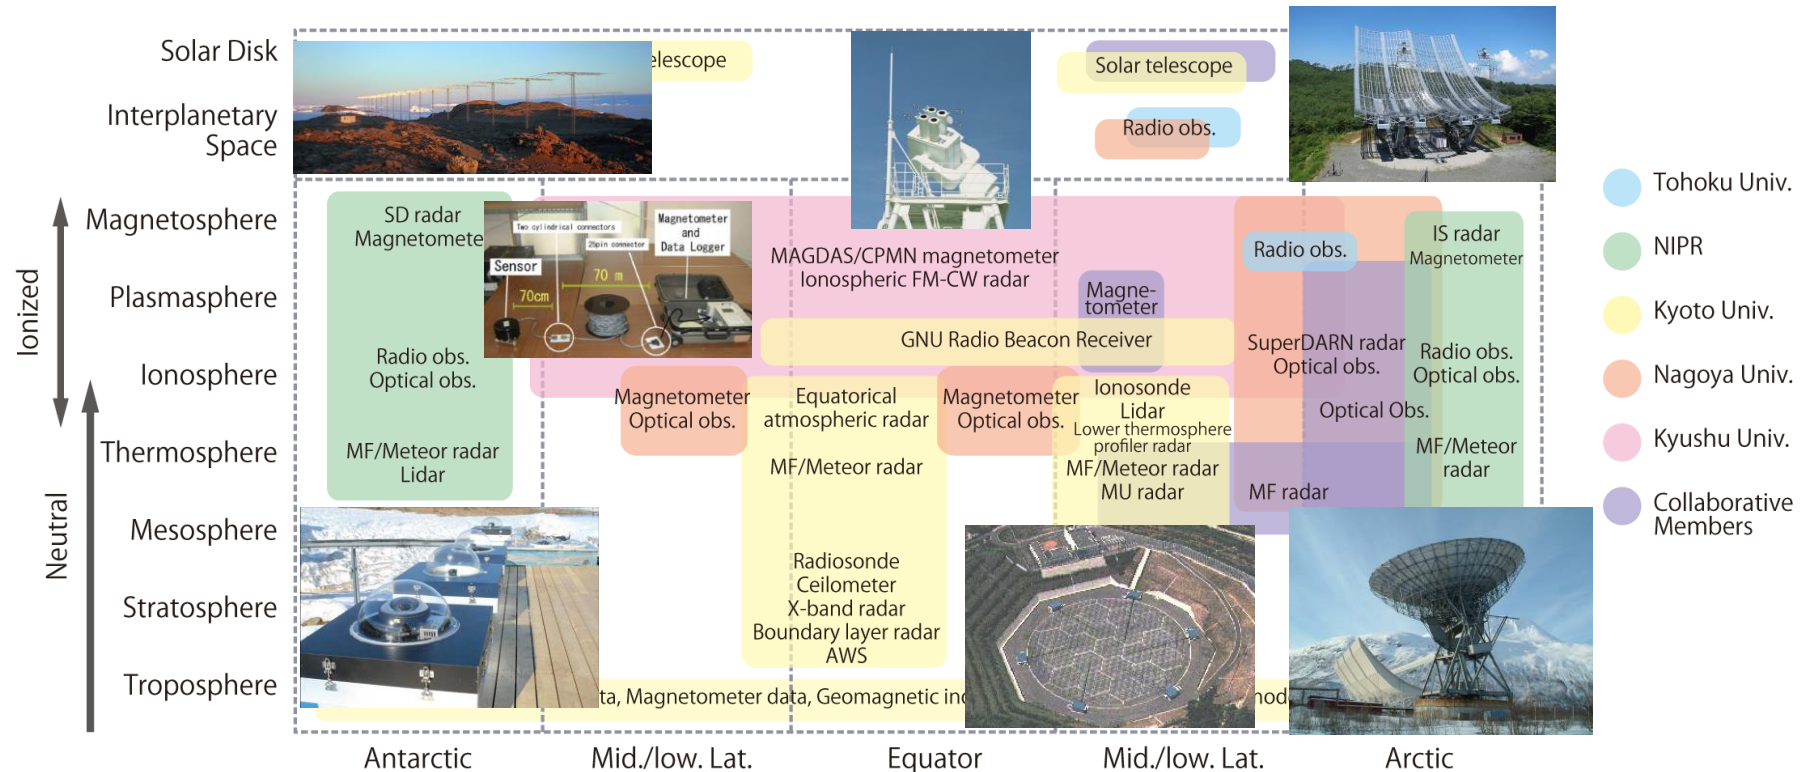 Solar Disk
Interplanetary
Space
Magnetosphere
Plasmasphere
Ionosphere
Thermosphere
Mesosphere
Stratosphere
Troposphere
Ionized
Neutral
Solar telescope
Radio obs.
SD radar
Two cylindrical connectors
25pin connector
Magnetometer
and
Data Logger
Sensor
70 m
70cm
Radio obs.
Optical obs.
MF/Meteor radar
Lidar
MAGDAS/CPMN magnetometer
Ionospheric FM-CW radar
Magne-
tometer
GNU Radio Beacon Receiver
Magnetometer
Optical obs.
Equatorical
atmospheric radar
MF/Meteor radar
Radiosonde
Ceilometer
X-band radar
Boundary layer radar
AWS
Magnetometer
Optical obs.
Ionosonde
Lidar
Lower thermosphere
profiler radar
MF/Meteor radar
MU radar
Radio obs.
SuperDARN radar
Optical obs.
Optical Obs.
MF radar
IS radar
Magnetometer
Radio obs.
Optical obs.
MF/Meteor
radar
Magnetometer data, Geomagnetic
Antarctic
Mid./low. Lat.
Equator
Mid./low. Lat.
Arctic
Tohoku Univ.
NIPR
Kyoto Univ.
Nagoya Univ.
Kyushu Univ.
Collaborative
Members